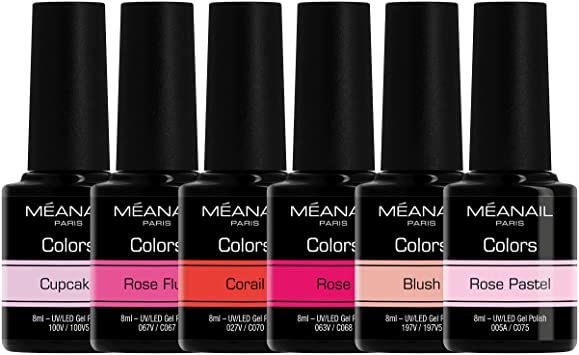 MÉANAIL
PARIS
Colors
Cupcak
8ml – UV/LED Gel P
100V / 100V5
MÉANAIL
PARIS
Colors
Rose Flu
8ml – UV/LED Gel P
067V / C067
MÉANAIL
PARIS
Colors
Corail
8ml – UV/LED Gel P
027V / C070
MÉANAIL
PARIS
Colors
Rose
8ml – UV/LED Gel P
063V / C068
MÉANAIL
PARIS
Colors
Blush
8ml – UV/LED Gel P
197V / 197V5
MÉANAIL
PARIS
Colors
Rose Pastel
8ml – UV/LED Gel Polish
005A / C075